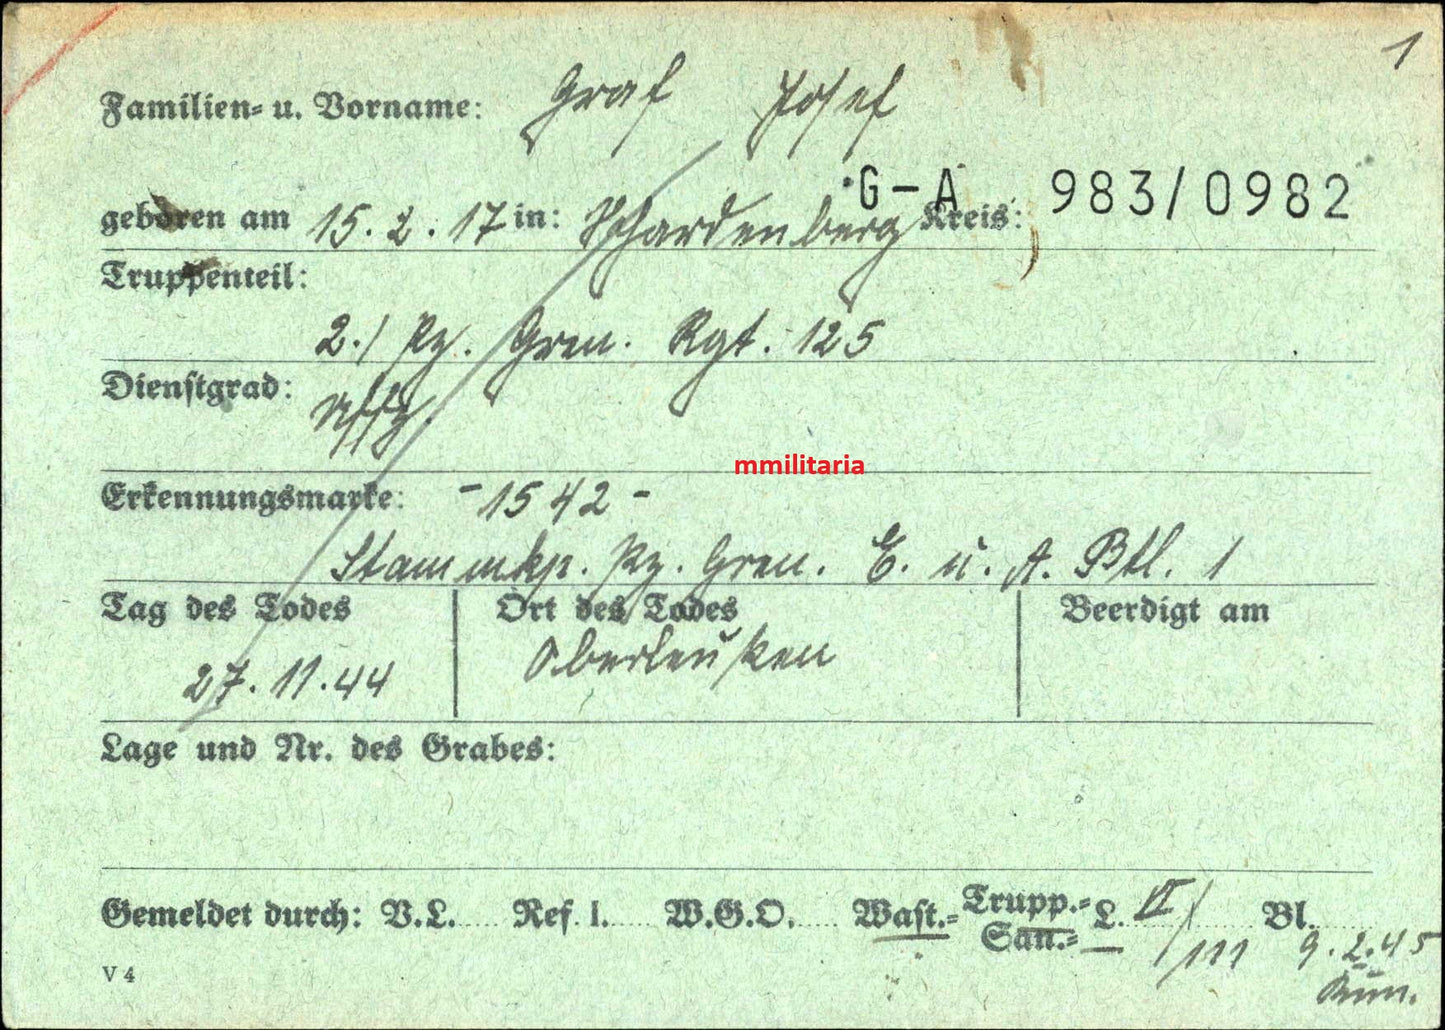 1
Familien- u. Vorname: Graf Josef
G-A 983/0982
geboren am 15.2.17 in: Schardenberg Kreis:
Truppenteil:
2./ Pz. Gren. Rgt. 125
Dienstgrad: Uffz.
mmilitaria
Erkennungsmarke: -1542-
Stammkp. Pz. Gren. E. u. A. Btl. 1
Tag des Todes Ort des Todes Beerdigt am
27.11.44 Oberleuken
Lage und Nr. des Grabes:
Gemeldet durch: V.L. Ref. 1. W.G.O. Wast.- Trupp.- L. VI/111 Bl.
San.- 9.2.45
V4